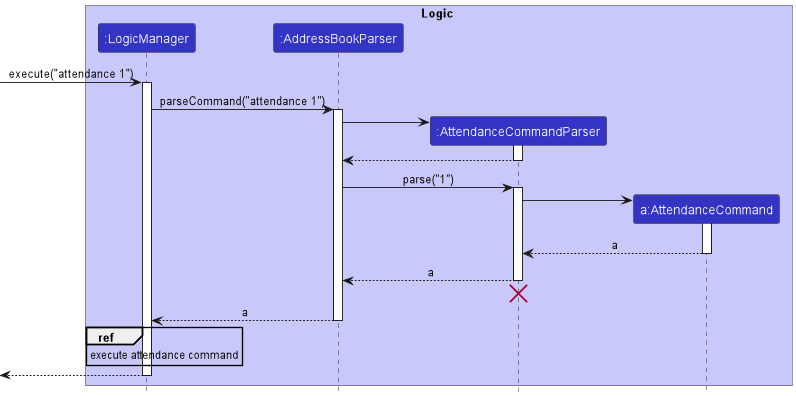 Logic
:LogicManager
:AddressBookParser
execute("attendance 1")
parseCommand("attendance 1")
:AttendanceCommandParser
parse("1")
a:AttendanceCommand
a
a
a
ref
execute attendance command